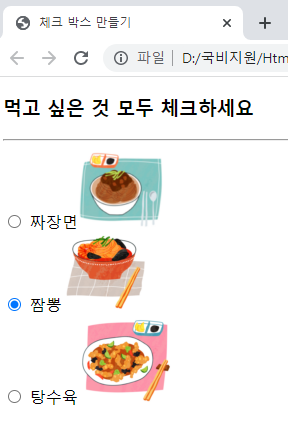 체크 박스 만들기
파일 | D:/국비지원/Htm
먹고 싶은 것 모두 체크하세요
짜장면
짬뽕
탕수육